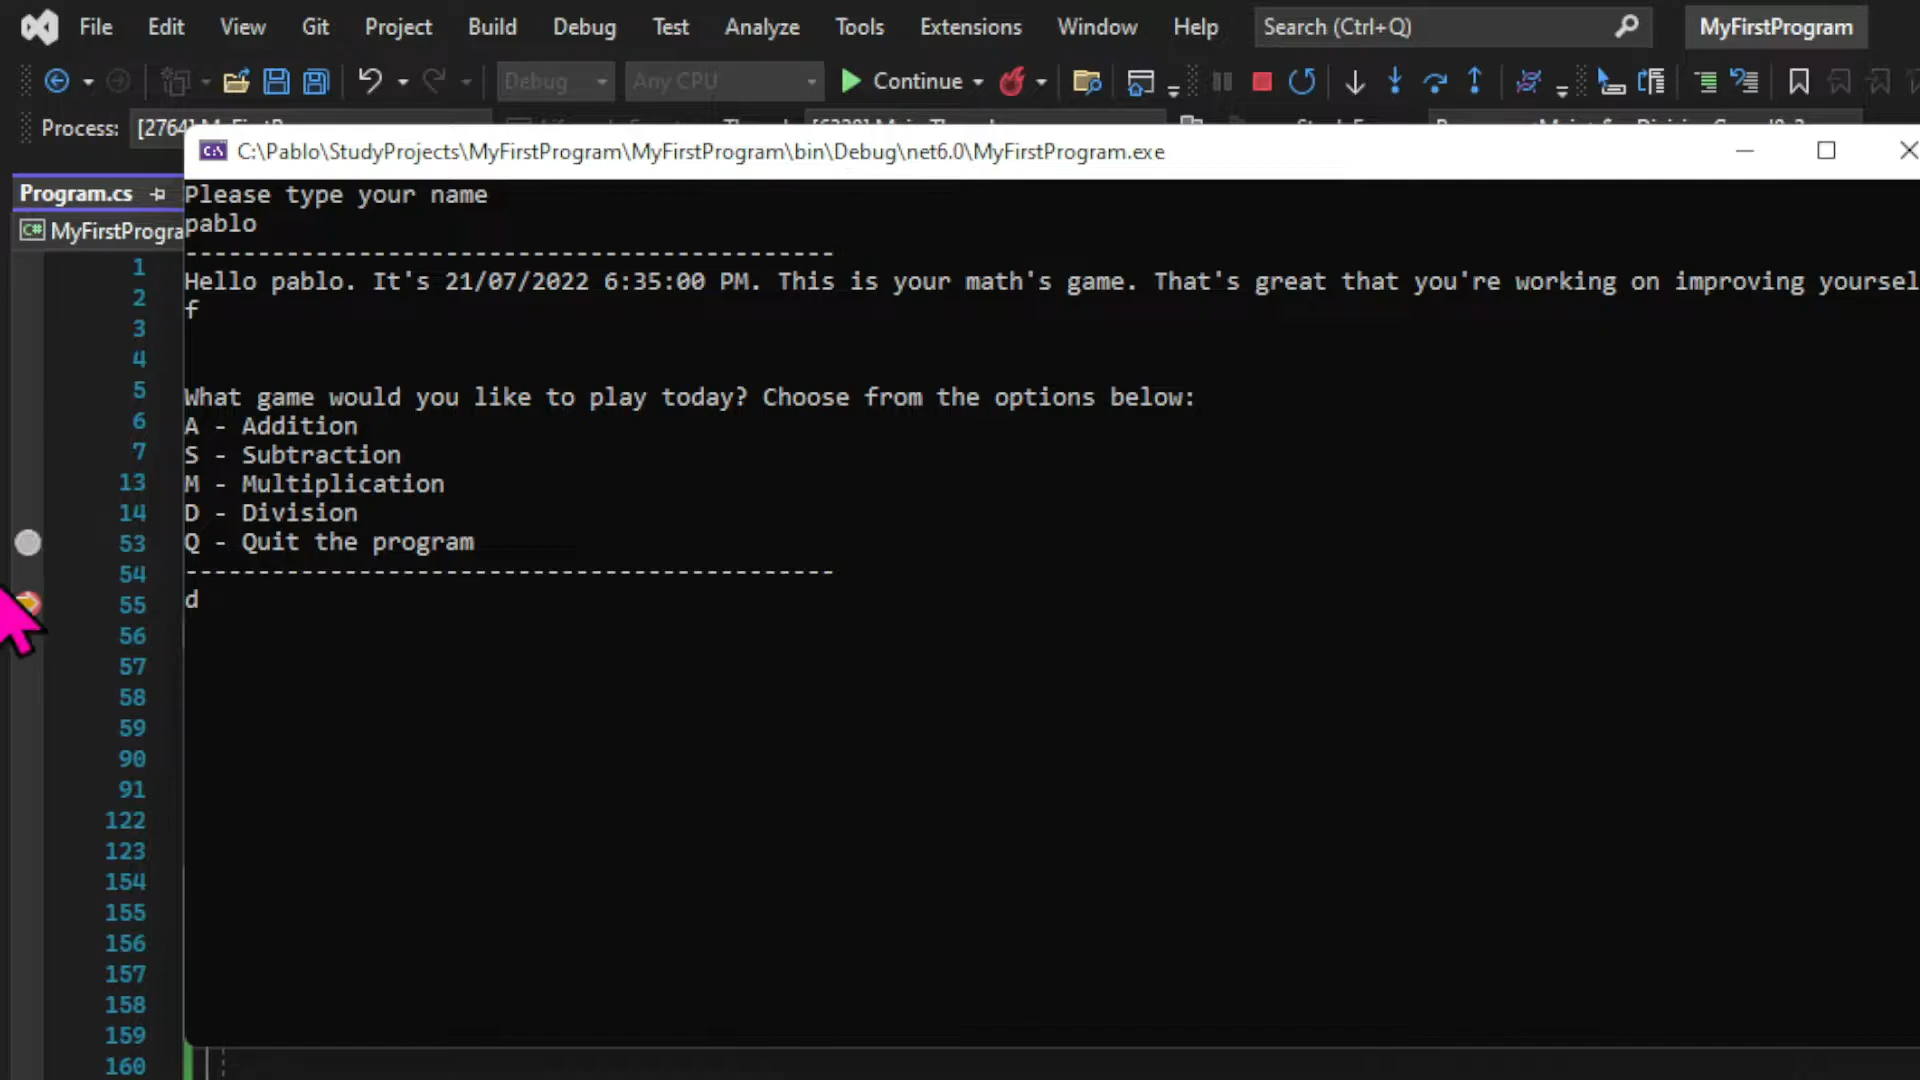 File Edit View Git Project Build Debug Test Analyze Tools Extensions Window Help Search (Ctrl+Q) MyFirstProgram
Debug Any CPU Continue
Process: [2764]
C:\Pablo\StudyProjects\MyFirstProgram\MyFirstProgram\bin\Debug\net6.0\MyFirstProgram.exe
Program.cs
MyFirstProgra
Please type your name
pablo
---------------------------------------------
Hello pablo. It's 21/07/2022 6:35:00 PM. This is your math's game. That's great that you're working on improving yoursel
f
What game would you like to play today? Choose from the options below:
A - Addition
S - Subtraction
M - Multiplication
D - Division
Q - Quit the program
---------------------------------------------
d
1
2
3
4
5
6
7
13
14
53
54
55
56
57
58
59
90
91
122
123
154
155
156
157
158
159
160